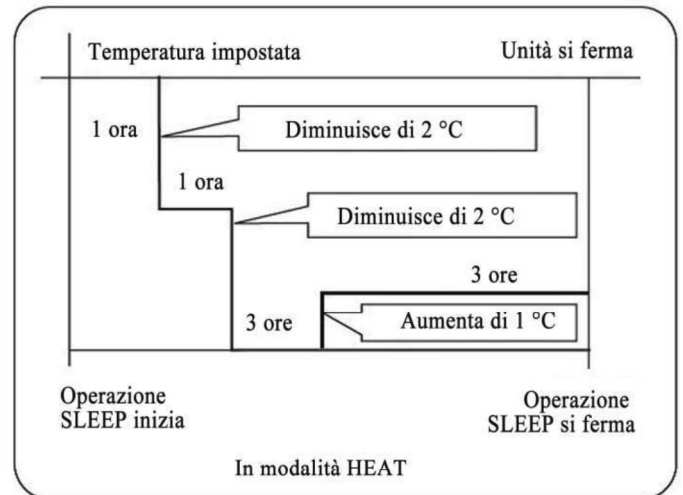 Temperatura impostata
Unità si ferma
1 ora
Diminuisce di 2 °C
1 ora
Diminuisce di 2 °C
3 ore
3 ore
Aumenta di 1 °C
Operazione
SLEEP inizia
Operazione
SLEEP si ferma
In modalità HEAT